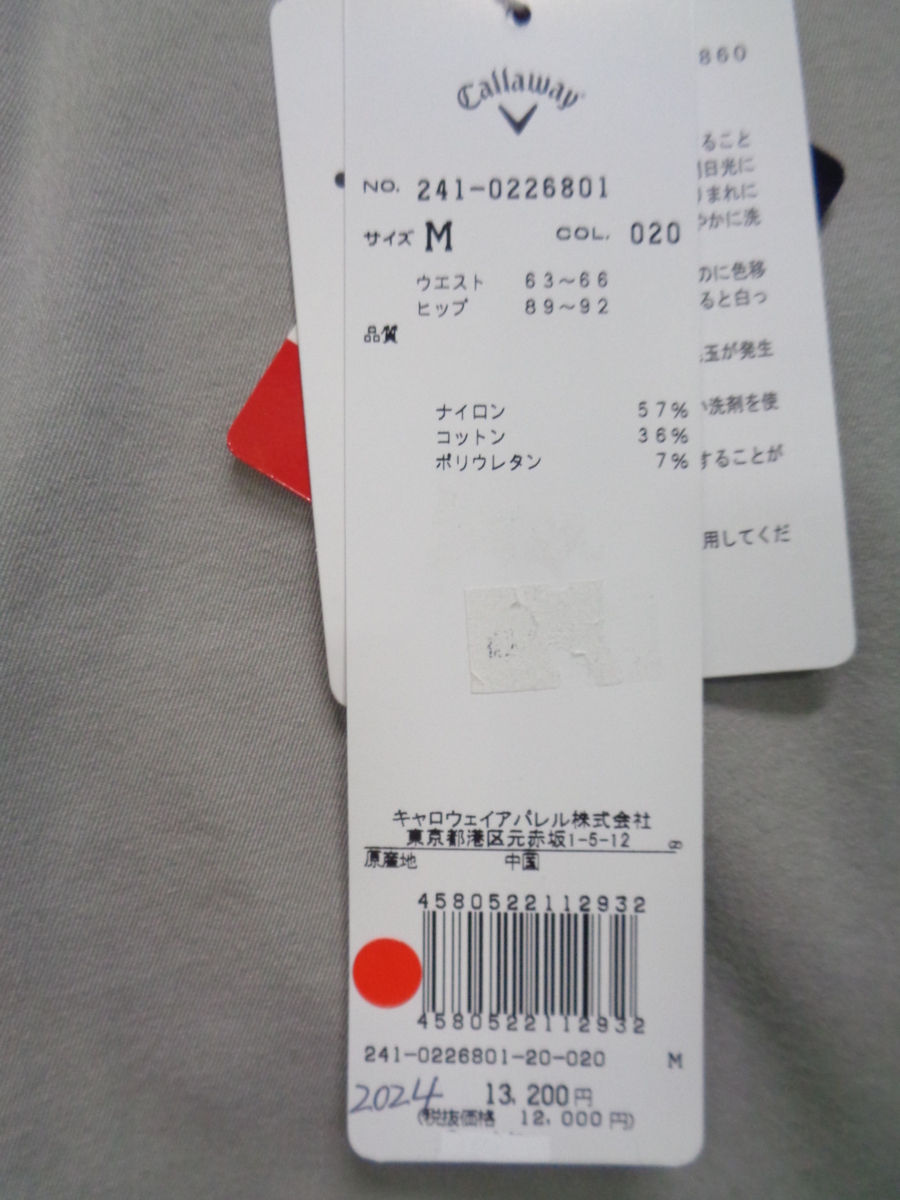 Callaway
NO. 241-0226801
サイズ M COL. 020
ウエスト 63～66
ヒップ 89～92
品質
ナイロン 57%
コットン 36%
ポリウレタン 7%
キャロウェイアパレル株式会社
東京都港区元赤坂1-5-12
原産地 中国
4580522112932
4580522112932
241-0226801-20-020 M
2024 13,200円
(税抜価格 12,000円)
860
ること
日光に
まれに
やかに洗
のに色移
ると白っ
玉が発生
洗剤を使
することが
用してくだ